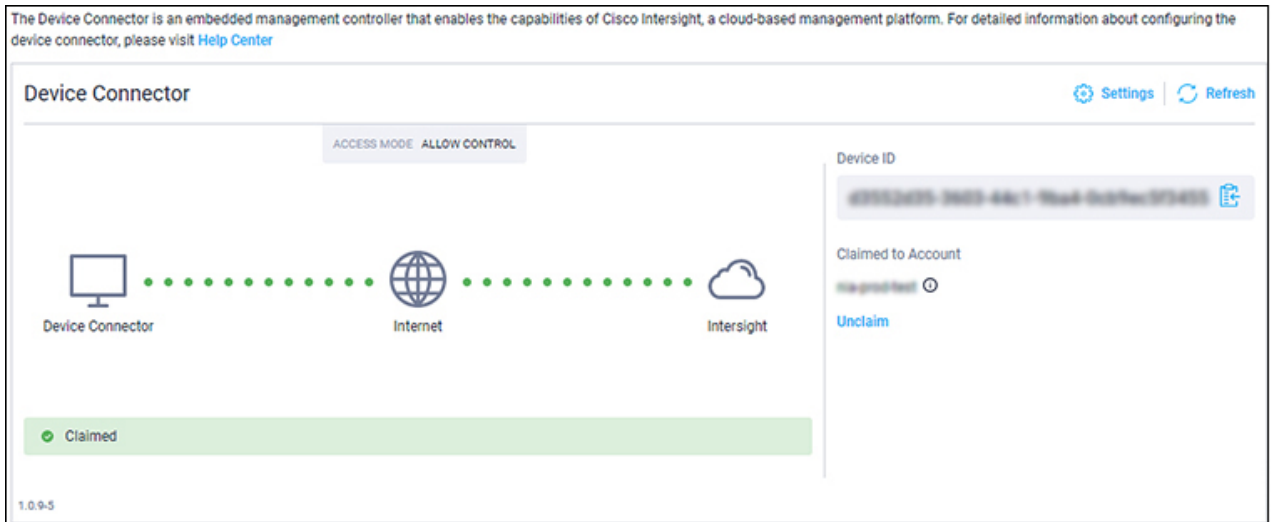 The Device Connector is an embedded management controller that enables the capabilities of Cisco Intersight, a cloud-based management platform. For detailed information about configuring the
device connector, please visit Help Center
Device Connector
Settings
Refresh
ACCESS MODE ALLOW CONTROL
Device ID
Claimed to Account
Unclaim
Device Connector
Internet
Intersight
Claimed
1.0.9-5